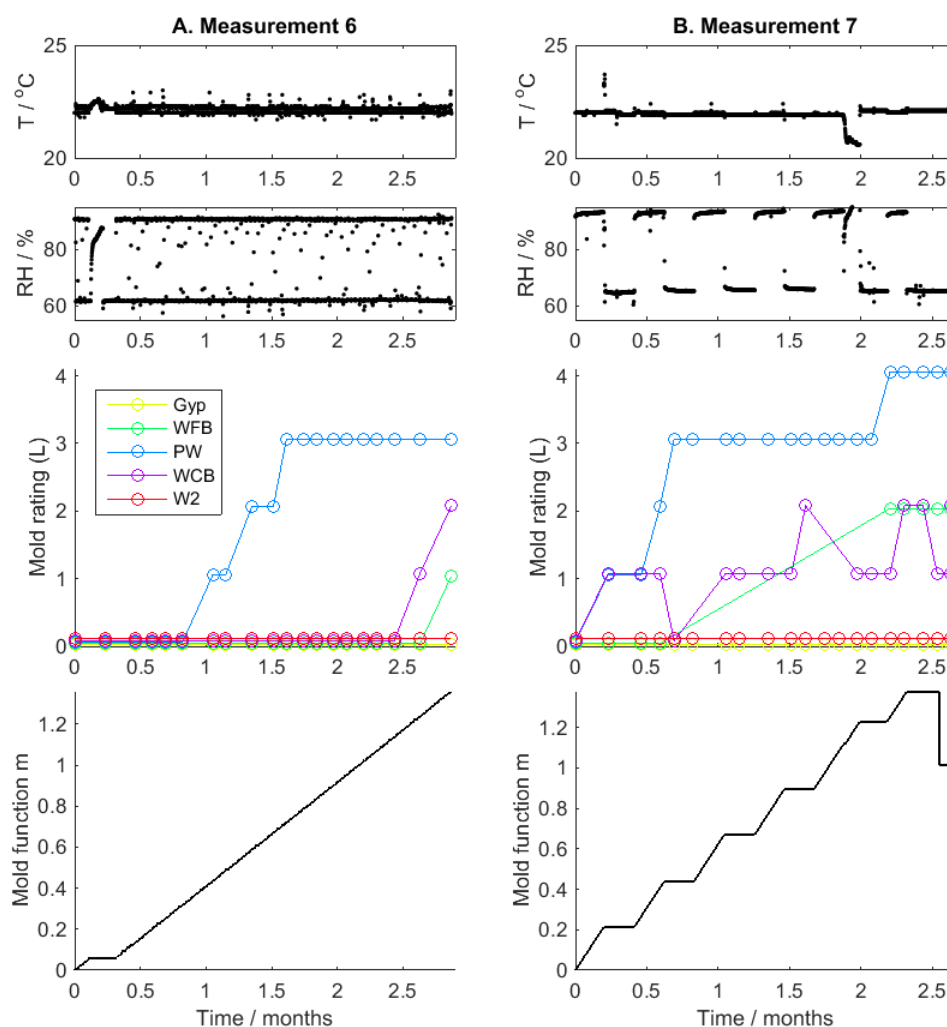 A. Measurement 6
B. Measurement 7
25
20
T / °C
0 0.5 1 1.5 2 2.5
25
20
T / °C
0 0.5 1 1.5 2 2.5
80
60
RH / %
0 0.5 1 1.5 2 2.5
80
60
RH / %
0 0.5 1 1.5 2 2.5
4
3
2
1
0
Mold rating (L)
Gyp
WFB
PW
WCB
W2
0 0.5 1 1.5 2 2.5
4
3
2
1
0
Mold rating (L)
0 0.5 1 1.5 2 2.5
1.2
1
0.8
0.6
0.4
0.2
0
Mold function m
0 0.5 1 1.5 2 2.5
Time / months
1.2
1
0.8
0.6
0.4
0.2
0
Mold function m
0 0.5 1 1.5 2 2.5
Time / months